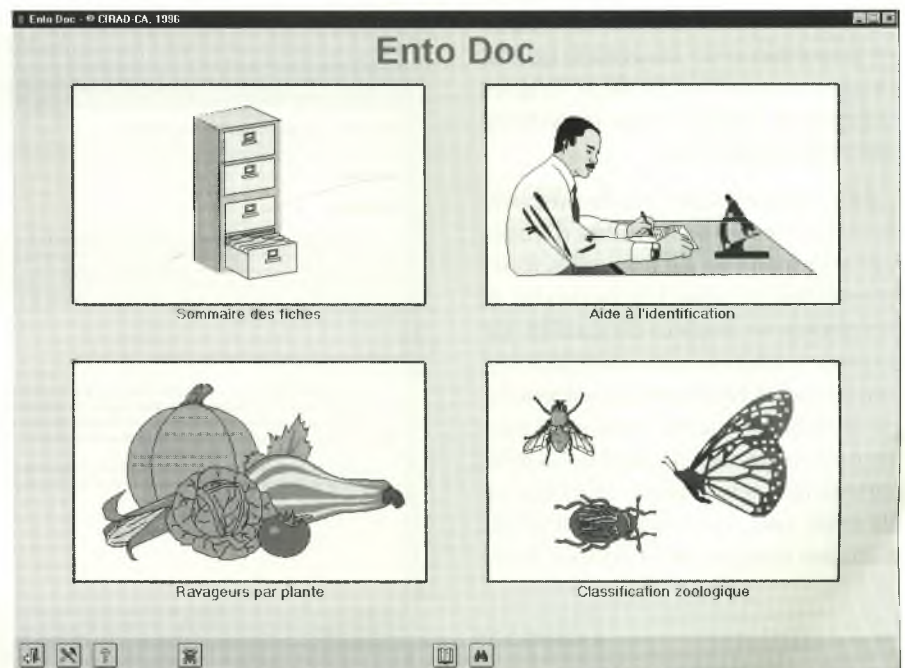 Ento Doc - © CIRAD-CA, 1996
Ento Doc
Sommaire des fiches
Aide à l'identification
Ravageurs par plante
Classification zoologique